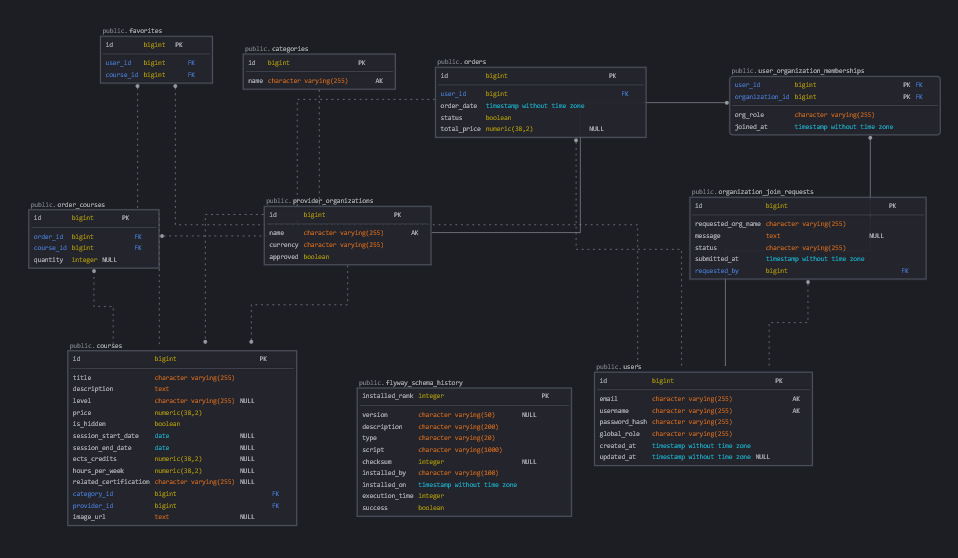 public.favorites
id bigint PK
user_id bigint FK
course_id bigint FK
public.categories
id bigint PK
name character varying(255) AK
public.orders
id bigint PK
user_id bigint FK
order_date timestamp without time zone
status boolean
total_price numeric(38,2) NULL
public.user_organization_memberships
user_id bigint PK FK
organization_id bigint PK FK
org_role character varying(255)
joined_at timestamp without time zone
public.order_courses
id bigint PK
order_id bigint FK
course_id bigint FK
quantity integer NULL
public.provider_organizations
id bigint PK
name character varying(255) AK
currency character varying(255)
approved boolean
public.organization_join_requests
id bigint PK
requested_org_name character varying(255)
message text NULL
status character varying(255)
submitted_at timestamp without time zone
requested_by bigint FK
public.courses
id bigint PK
title character varying(255)
description text
level character varying(255) NULL
price numeric(38,2)
is_hidden boolean
session_start_date date NULL
session_end_date date NULL
ects_credits numeric(38,2) NULL
hours_per_week numeric(38,2) NULL
related_certification character varying(255) NULL
category_id bigint FK
provider_id bigint FK
image_url text NULL
public.flyway_schema_history
installed_rank integer PK
version character varying(50) NULL
description character varying(200)
type character varying(20)
script character varying(1000)
checksum integer NULL
installed_by character varying(100)
installed_on timestamp without time zone
execution_time integer
success boolean
public.users
id bigint PK
email character varying(255) AK
username character varying(255) AK
password_hash character varying(255)
global_role character varying(255)
created_at timestamp without time zone
updated_at timestamp without time zone NULL